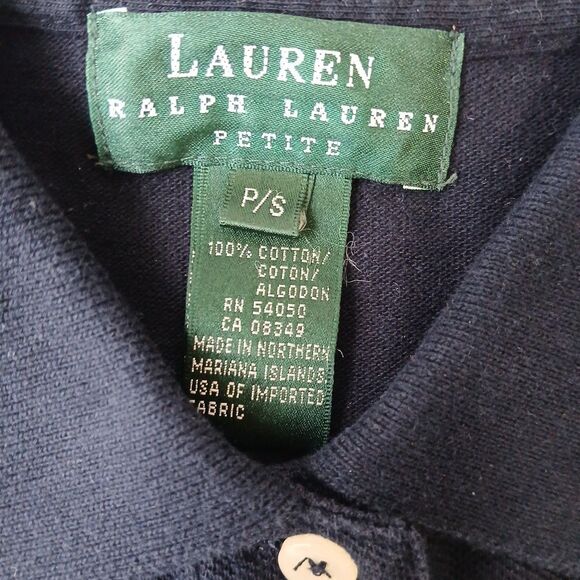 LAUREN
RALPH LAUREN
PETITE
P/S
100% COTTON/
COTON/
ALGODON
RN 54050
CA 08349
MADE IN NORTHERN
MARIANA ISLANDS
USA OF IMPORTED
FABRIC